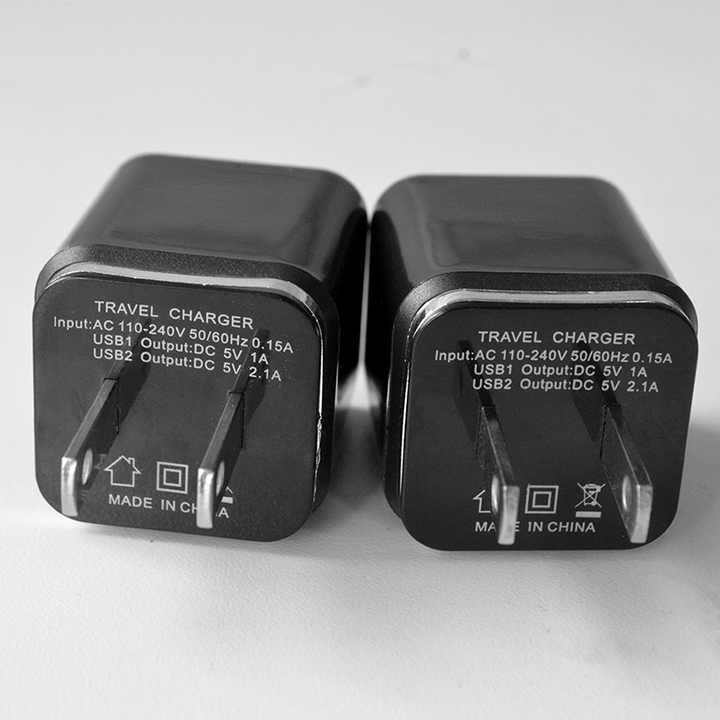 TRAVEL CHARGER
Input:AC 110-240V 50/60Hz 0.15A
USB1 Output:DC 5V 1A
USB2 Output:DC 5V 2.1A
MADE IN CHINA
TRAVEL CHARGER
Input:AC 110-240V 50/60Hz 0.15A
USB1 Output:DC 5V 1A
USB2 Output:DC 5V 2.1A
MADE IN CHINA